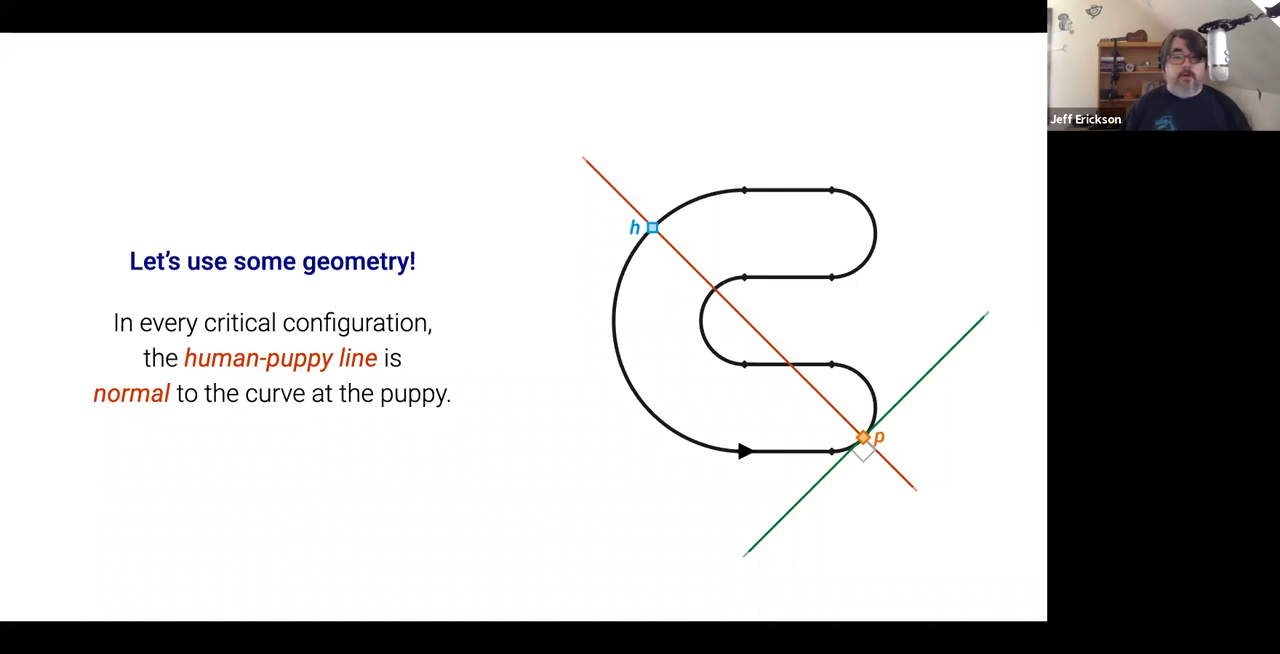 Jeff Erickson
h
Let's use some geometry!
In every critical configuration,
the human-puppy line is
normal to the curve at the puppy.
p